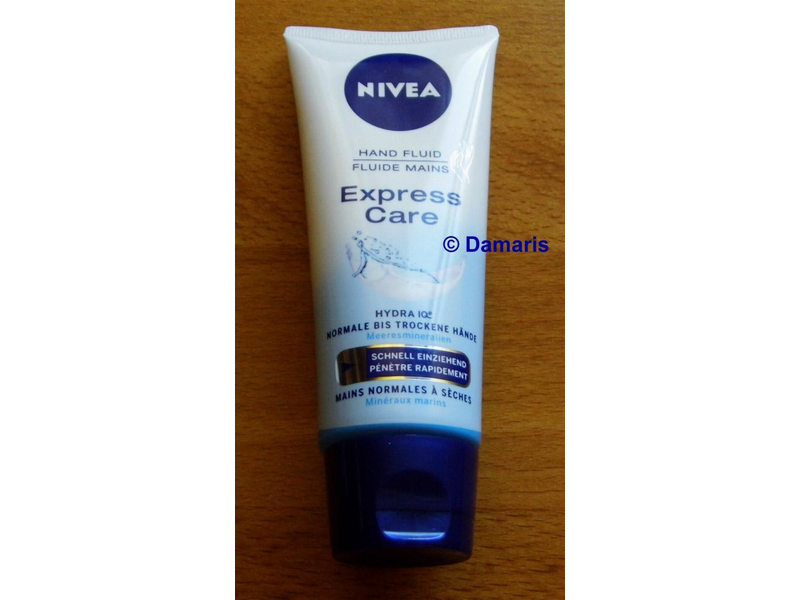 NIVEA
HAND FLUID
FLUIDE MAINS
Express
Care
© Damaris
HYDRA IQ
NORMALE BIS TROCKENE HÄNDE
Meeresmineralien
SCHNELL EINZIEHEND
PÉNÈTRE RAPIDEMENT
MAINS NORMALES À SÈCHES
Minéraux marins